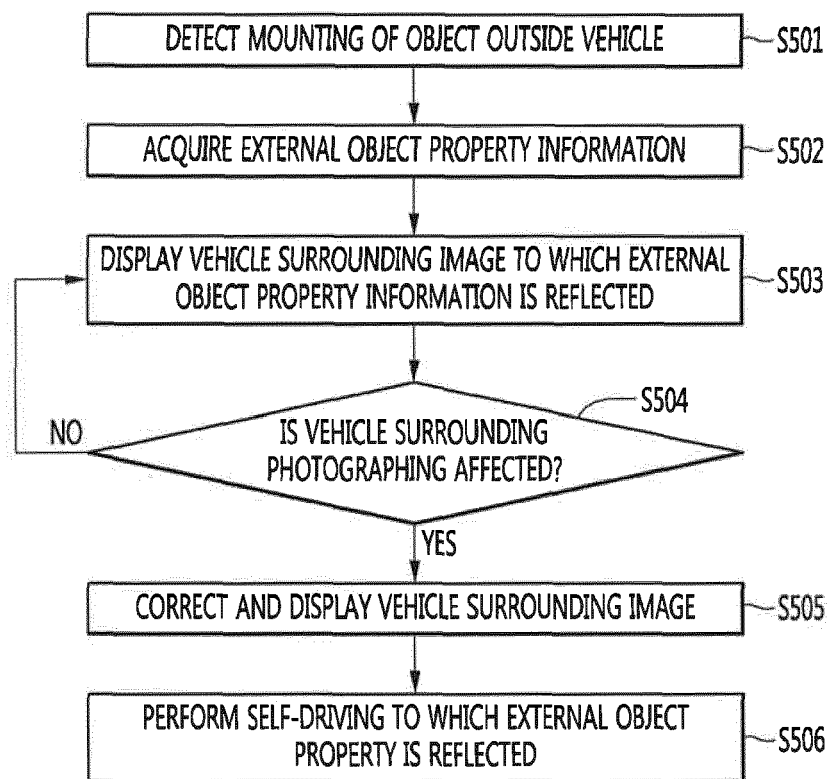 DETECT MOUNTING OF OBJECT OUTSIDE VEHICLE
S501
ACQUIRE EXTERNAL OBJECT PROPERTY INFORMATION
S502
DISPLAY VEHICLE SURROUNDING IMAGE TO WHICH EXTERNAL
OBJECT PROPERTY INFORMATION IS REFLECTED
S503
S504
IS VEHICLE SURROUNDING
PHOTOGRAPHING AFFECTED?
NO
YES
CORRECT AND DISPLAY VEHICLE SURROUNDING IMAGE
S505
PERFORM SELF-DRIVING TO WHICH EXTERNAL OBJECT
PROPERTY IS REFLECTED
S506